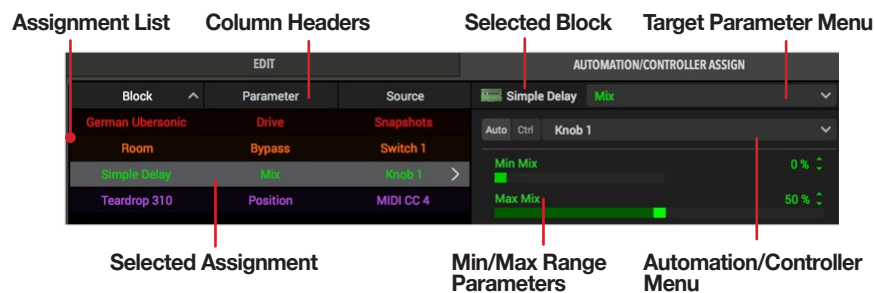 Assignment List Column Headers Selected Block Target Parameter Menu
EDIT AUTOMATION/CONTROLLER ASSIGN
Block Parameter Source Simple Delay Mix
German Ubersonic Drive Snapshots Auto Ctrl Knob 1
Room Bypass Switch 1
Simple Delay Mix Knob 1 Min Mix 0 %
Teardrop 310 Position MIDI CC 4 Max Mix 50 %
Selected Assignment Min/Max Range Automation/Controller
Parameters Menu